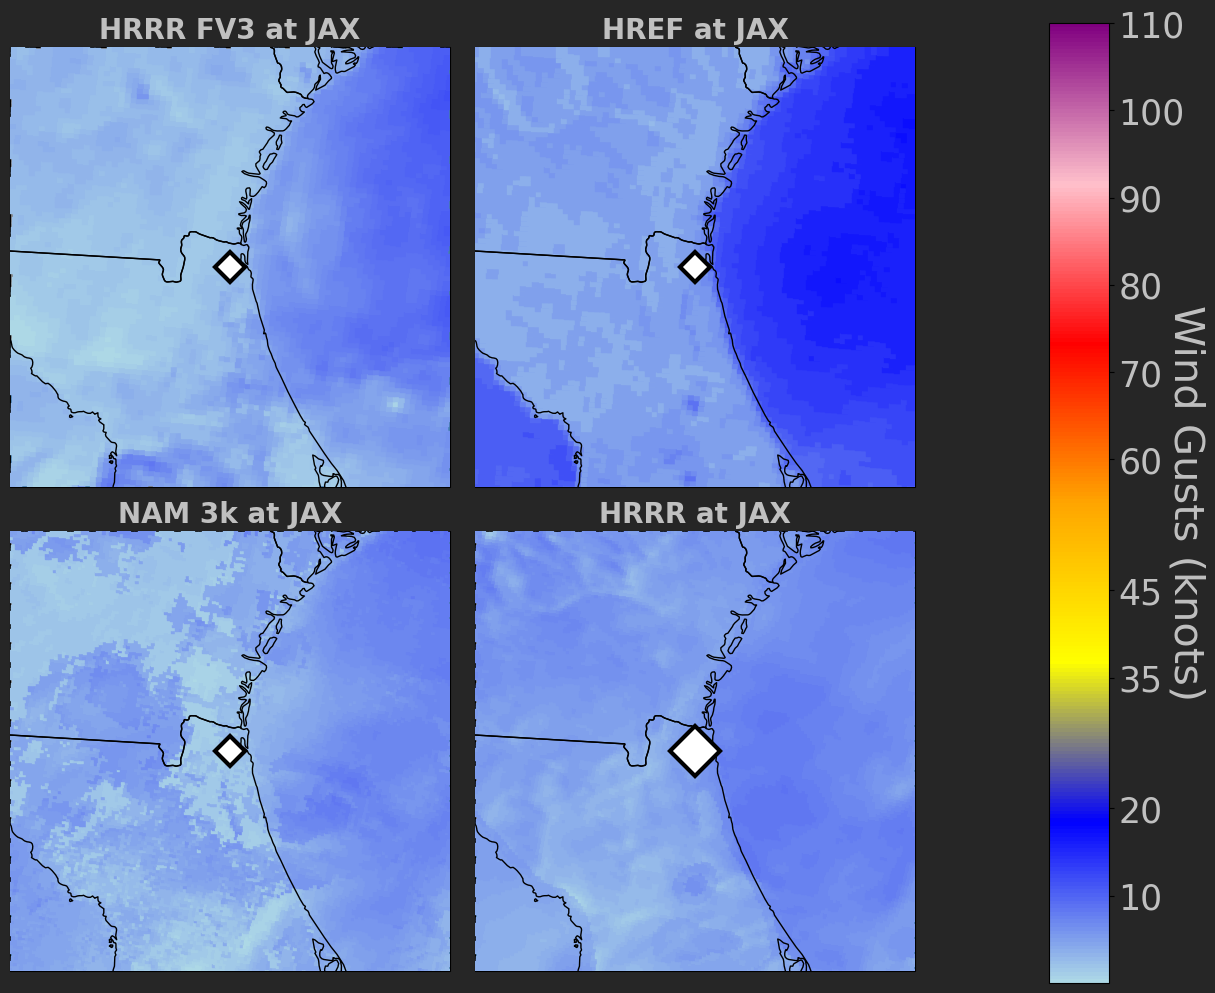 HRRR FV3 at JAX
HREF at JAX
NAM 3k at JAX
HRRR at JAX
110
100
90
80
70
60
45
35
20
10
Wind Gusts (knots)